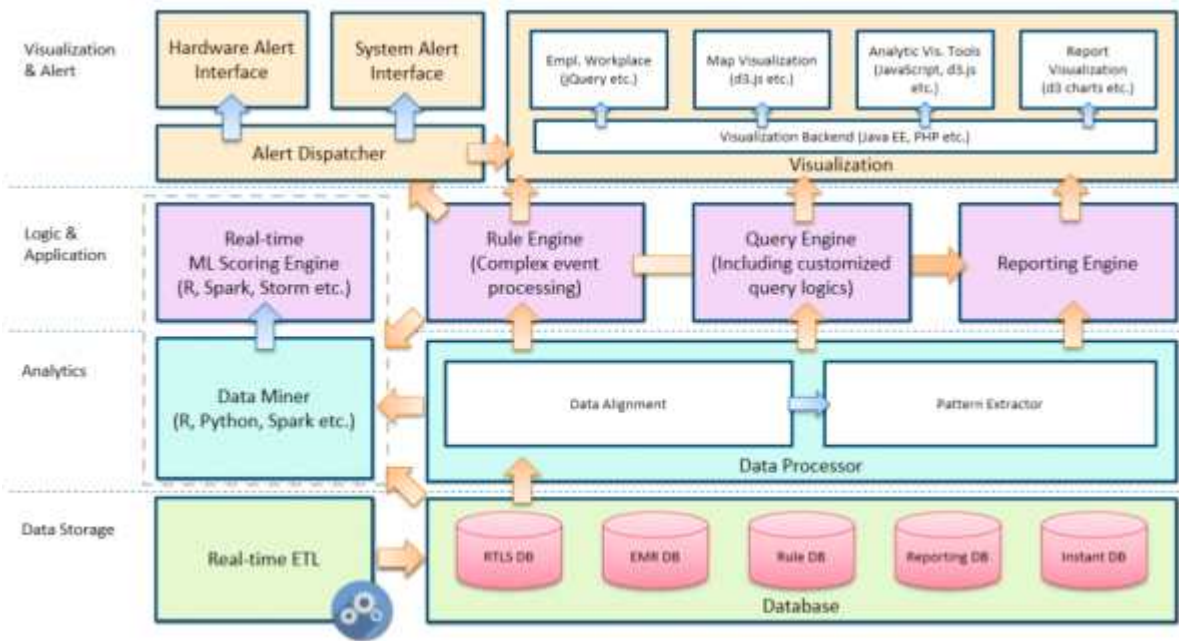 Visualization
& Alert
Hardware Alert
Interface
System Alert
Interface
Empl. Workplace
(jQuery etc.)
Map Visualization
(d3.js etc.)
Analytic Vis. Tools
(JavaScript, d3.js
etc.)
Report
Visualization
(d3 charts etc.)
Visualization Backend (Java EE, PHP etc.)
Alert Dispatcher
Visualization
Logic &
Application
Real-time
ML Scoring Engine
(R, Spark, Storm etc.)
Rule Engine
(Complex event
processing)
Query Engine
(Including customized
query logics)
Reporting Engine
Analytics
Data Miner
(R, Python, Spark etc.)
Data Alignment
Pattern Extractor
Data Processor
Data Storage
Real-time ETL
RTLS DB
EMR DB
Rule DB
Reporting DB
Instant DB
Database